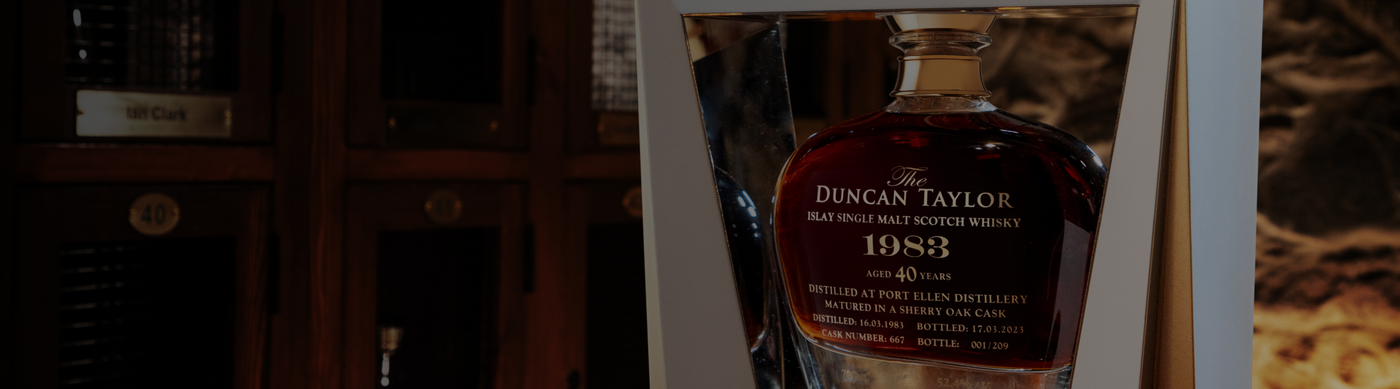 Ian Clark
40
The
DUNCAN TAYLOR
ISLAY SINGLE MALT SCOTCH WHISKY
1983
AGED 40 YEARS
DISTILLED AT PORT ELLEN DISTILLERY
MATURED IN A SHERRY OAK CASK
DISTILLED: 16.03.1983 BOTTLED: 17.03.2023
CASK NUMBER: 667 BOTTLE: 001/209